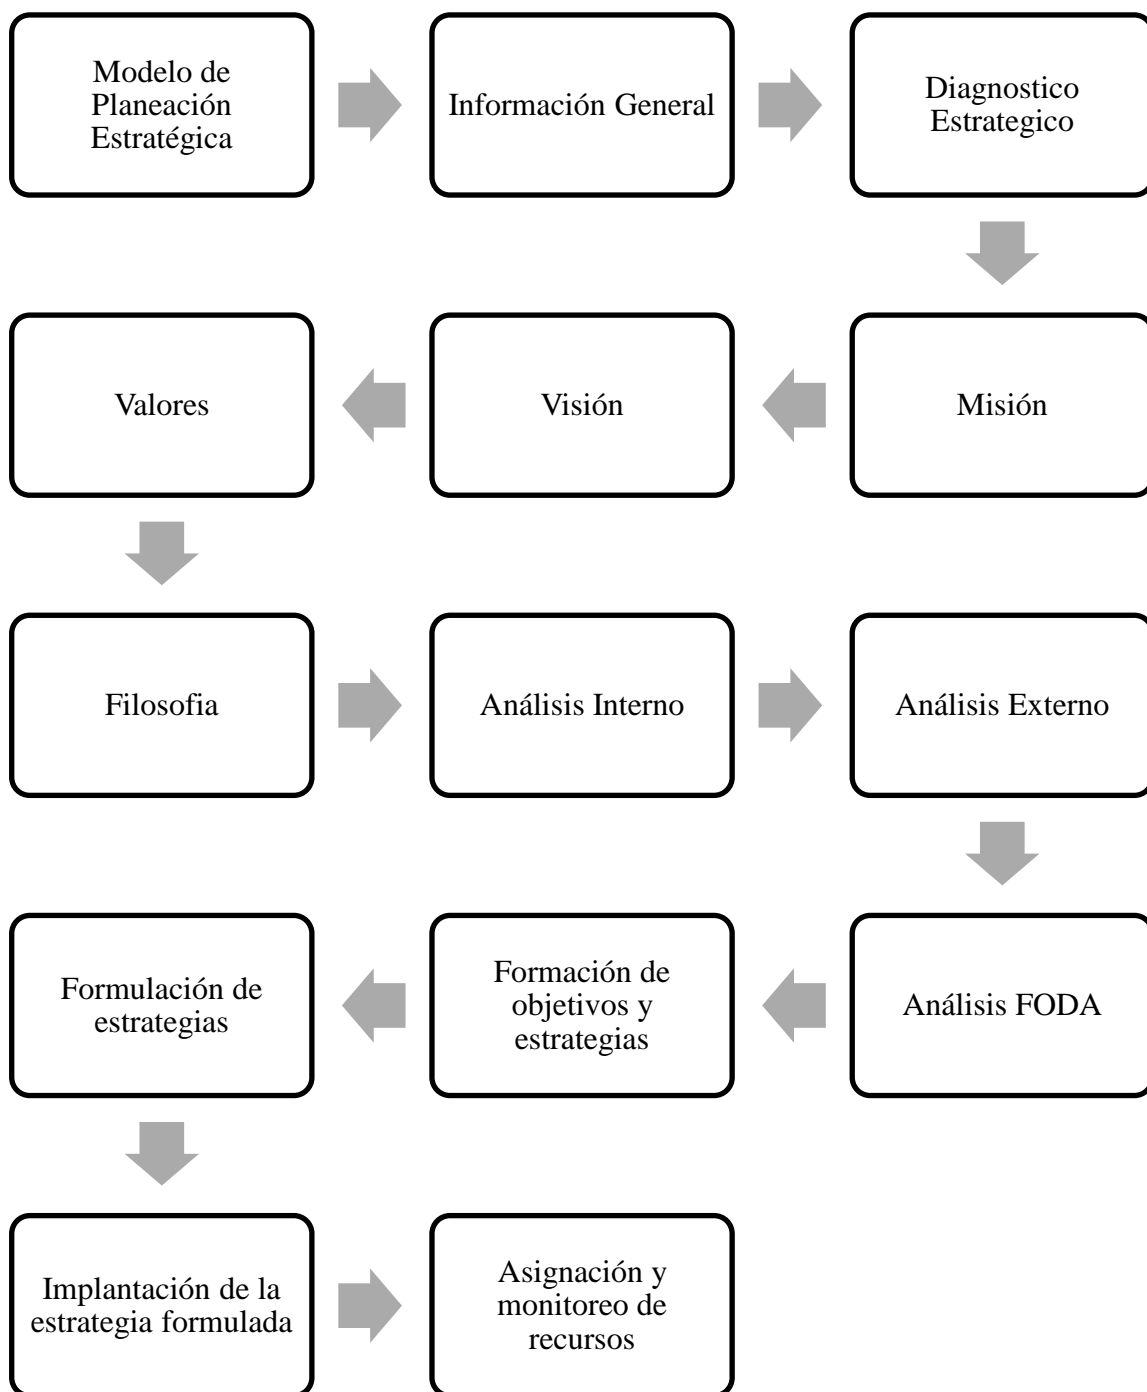 Modelo de
Planeación
Estratégica
Información General
Diagnostico
Estrategico
Valores
Visión
Misión
Filosofia
Análisis Interno
Análisis Externo
Formulación de
estrategias
Formación de
objetivos y
estrategias
Análisis FODA
Implantación de la
estrategia formulada
Asignación y
monitoreo de
recursos